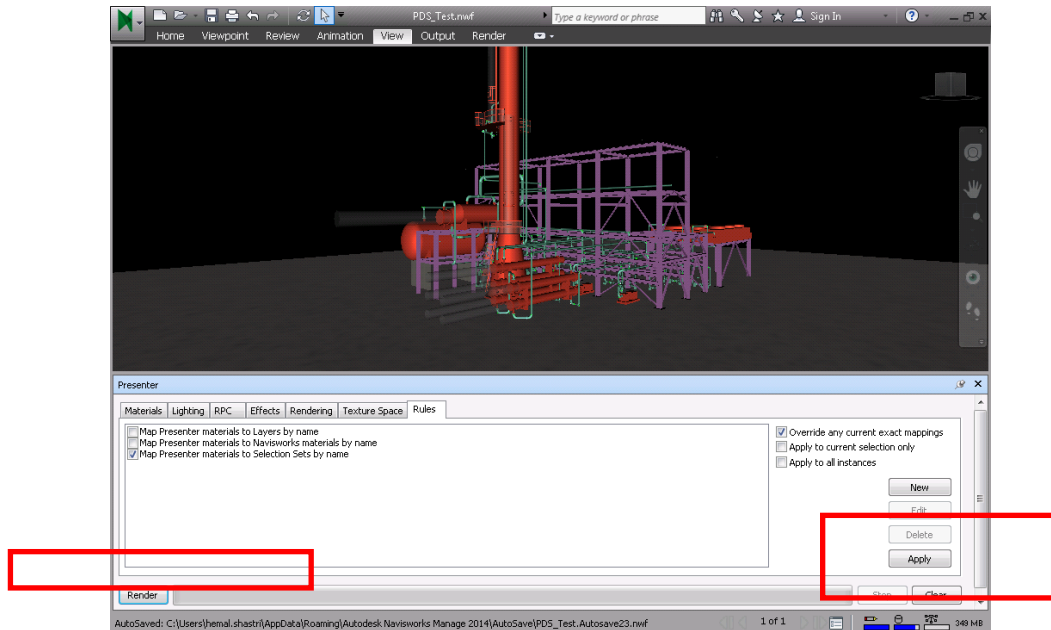 PDS_Test.nwf
Type a keyword or phrase
Sign In
Home Viewpoint Review Animation View Output Render
Presenter
Materials Lighting RPC Effects Rendering Texture Space Rules
Map Presenter materials to Layers by name
Map Presenter materials to Navisworks materials by name
Map Presenter materials to Selection Sets by name
Override any current exact mappings
Apply to current selection only
Apply to all instances
New
Edit
Delete
Apply
Render
Stop Clear
AutoSaved: C:\Users\hemal.shastri\AppData\Roaming\Autodesk Navisworks Manage 2014\AutoSave\PDS_Test.Autosave23.nwf 1 of 1 349 MB